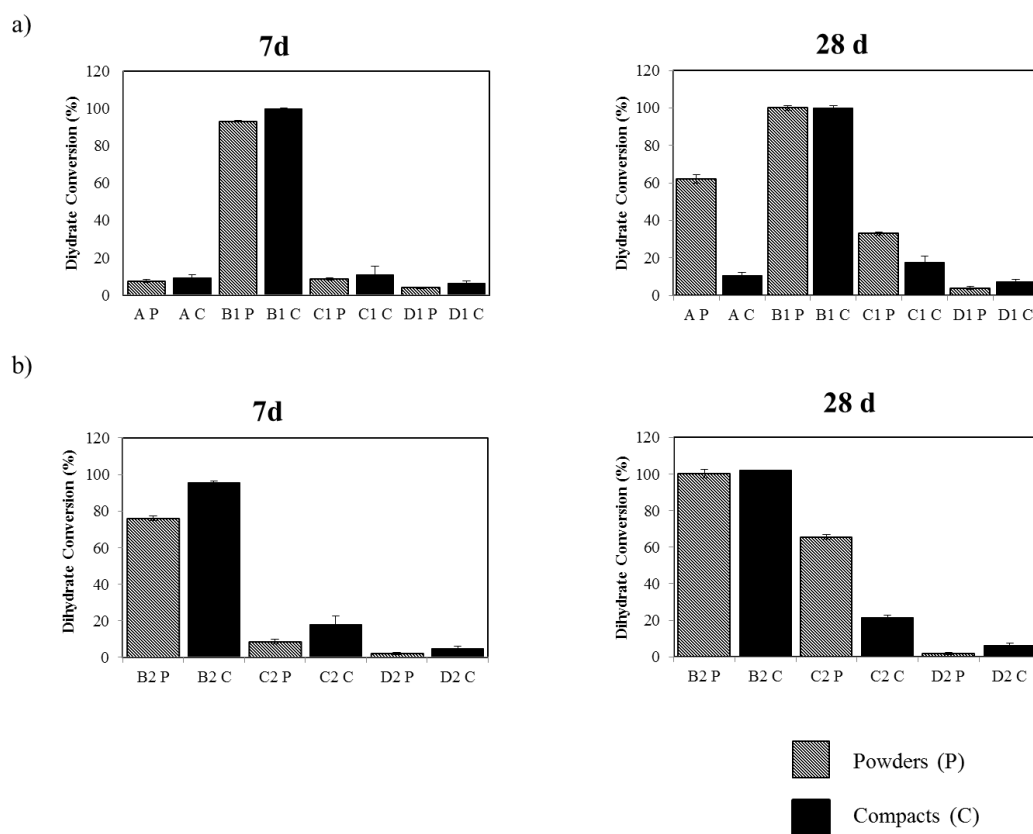 a)
7d
Diydrate Conversion (%)
120
100
80
60
40
20
0
A P A C B1 P B1 C C1 P C1 C D1 P D1 C
28 d
Diydrate Conversion (%)
120
100
80
60
40
20
0
A P A C B1 P B1 C C1 P C1 C D1 P D1 C
b)
7d
Dihydrate Conversion (%)
120
100
80
60
40
20
0
B2 P B2 C C2 P C2 C D2 P D2 C
28 d
Dihydrate Conversion (%)
120
100
80
60
40
20
0
B2 P B2 C C2 P C2 C D2 P D2 C
Powders (P)
Compacts (C)